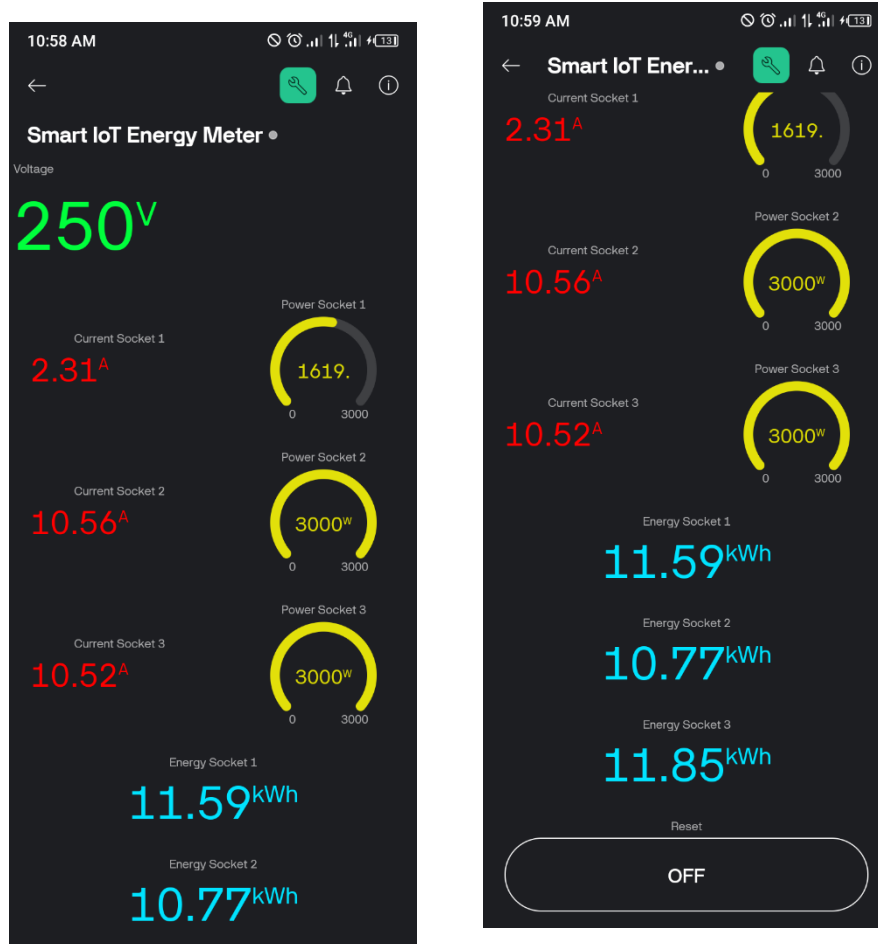 10:58 AM
4G
13
Smart IoT Energy Meter
Voltage
250V
Power Socket 1
Current Socket 1
2.31A
1619.
0 3000
Power Socket 2
Current Socket 2
10.56A
3000W
0 3000
Power Socket 3
Current Socket 3
10.52A
3000W
0 3000
Energy Socket 1
11.59kWh
Energy Socket 2
10.77kWh
10:59 AM
4G
13
Smart IoT Ener...
Current Socket 1
2.31A
1619.
0 3000
Power Socket 2
Current Socket 2
10.56A
3000W
0 3000
Power Socket 3
Current Socket 3
10.52A
3000W
0 3000
Energy Socket 1
11.59kWh
Energy Socket 2
10.77kWh
Energy Socket 3
11.85kWh
Reset
OFF